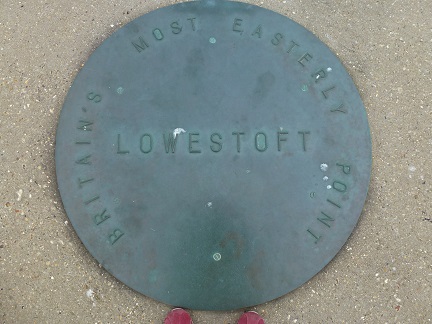 BRITAIN'S MOST EASTERLY POINT
LOWESTOFT